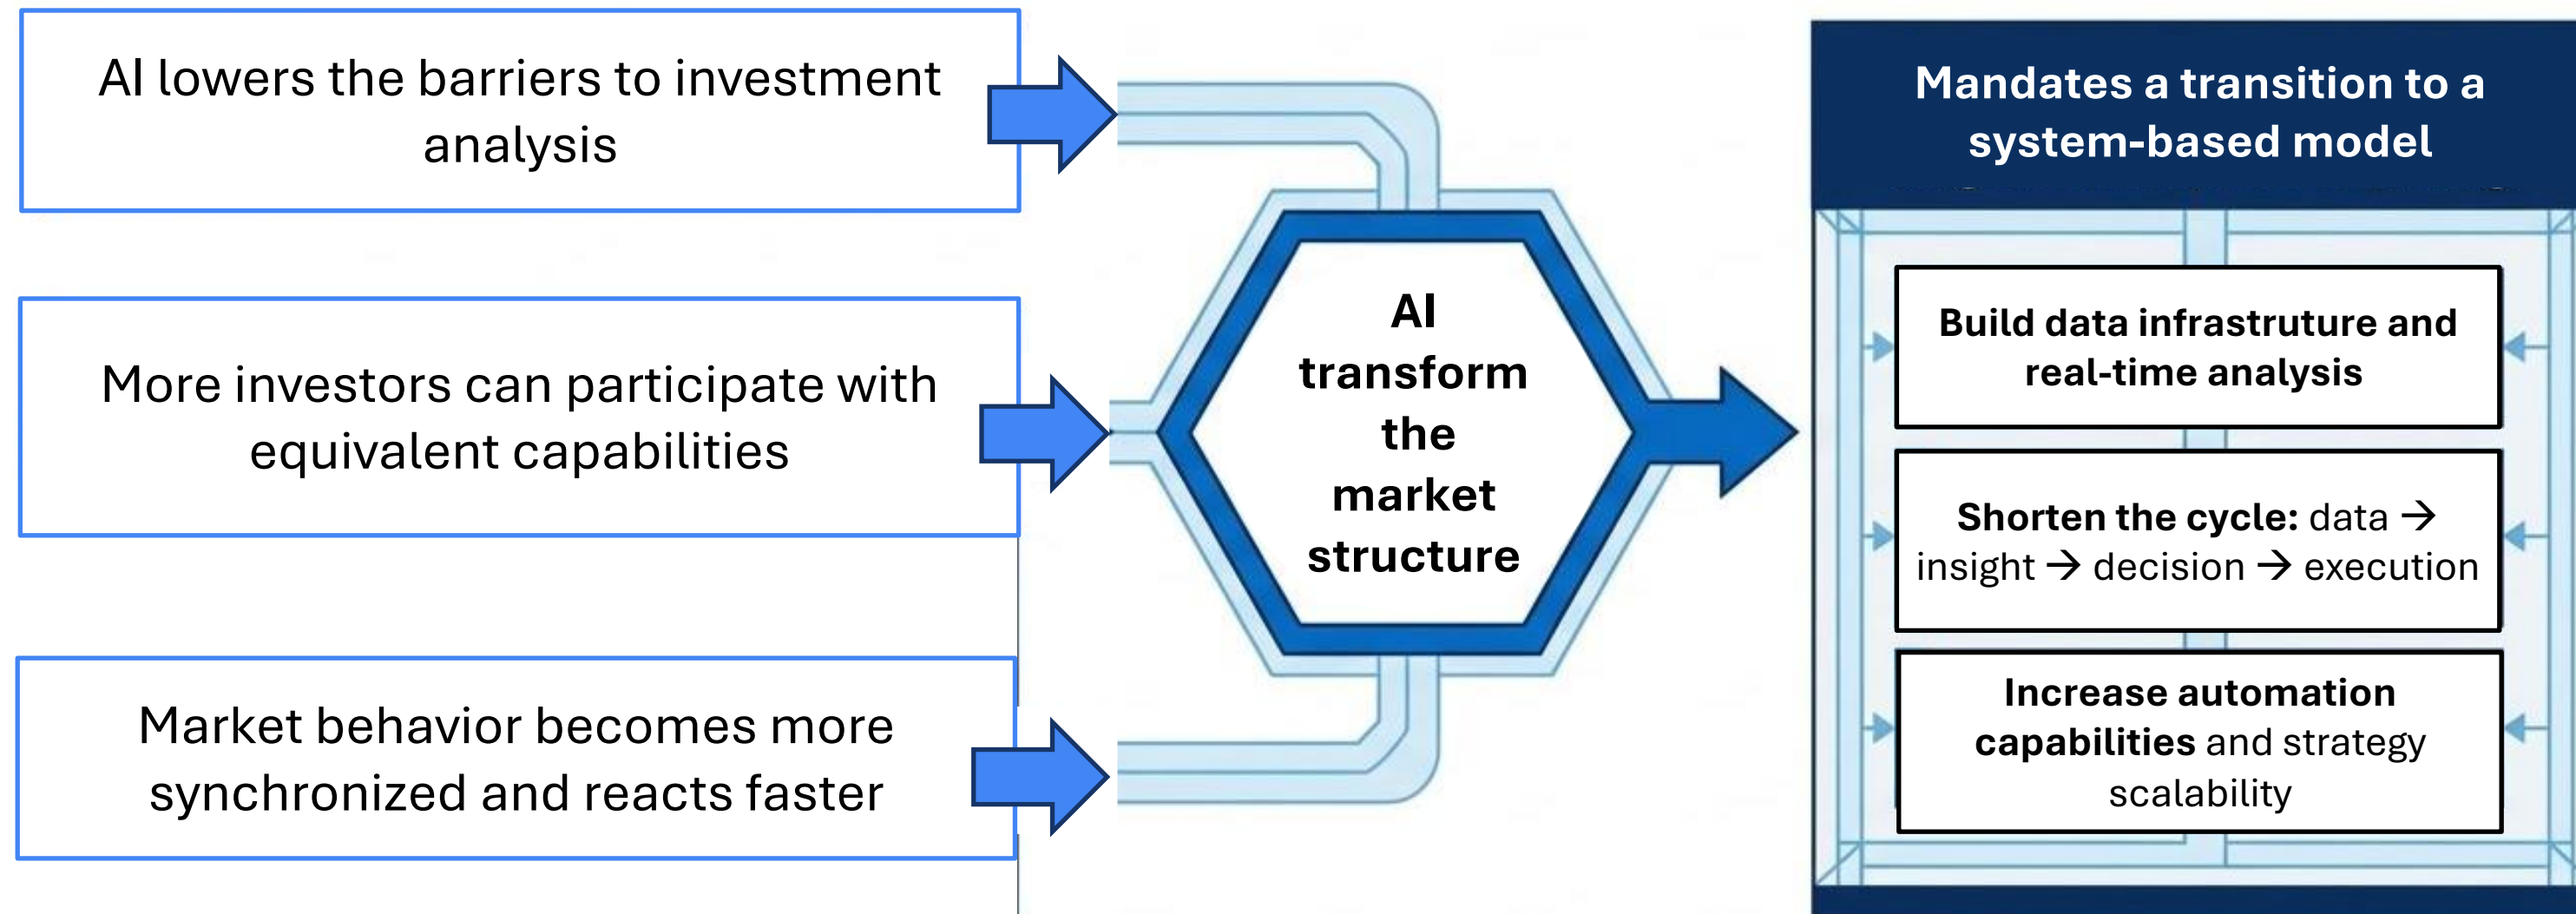 AI lowers the barriers to investment
analysis
More investors can participate with
equivalent capabilities
Market behavior becomes more
synchronized and reacts faster
AI
transform
the
market
structure
Mandates a transition to a
system-based model
Build data infrastruture and
real-time analysis
Shorten the cycle: data →
insight → decision → execution
Increase automation
capabilities and strategy
scalability